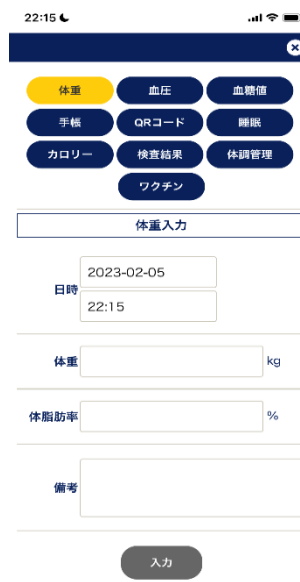 22:15
体重 血圧 血糖値
手帳 QRコード 睡眠
カロリー 検査結果 体調管理
ワクチン
体重入力
日時
2023-02-05
22:15
体重 kg
体脂肪率 %
備考
入力